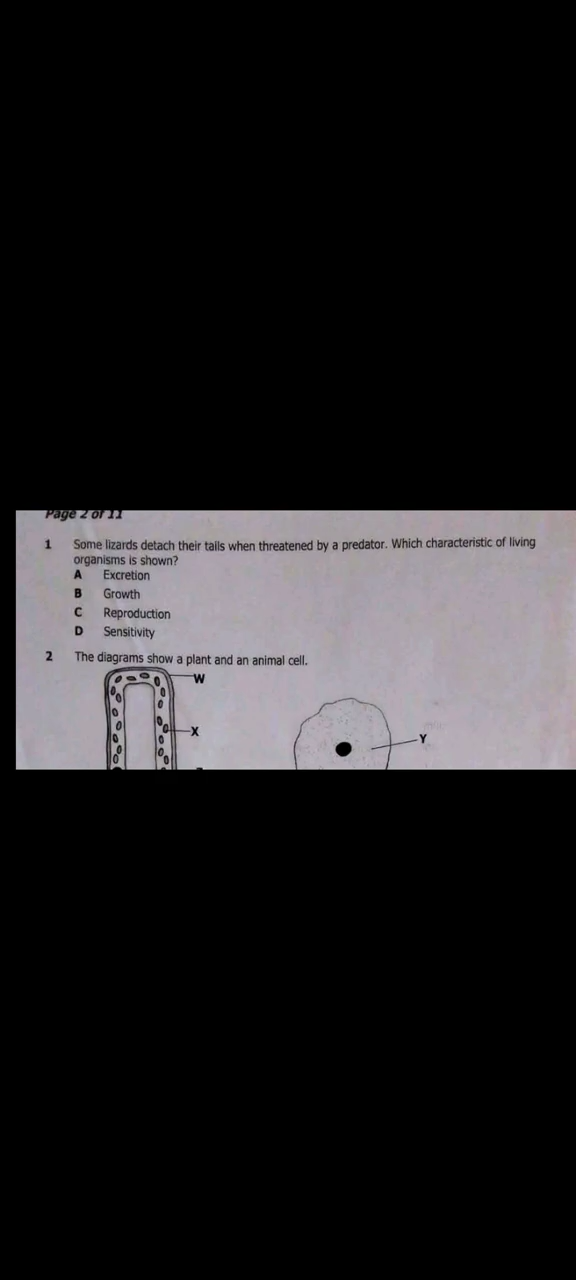 Page 2 of 11
1 Some lizards detach their tails when threatened by a predator. Which characteristic of living
organisms is shown?
A Excretion
B Growth
C Reproduction
D Sensitivity
2 The diagrams show a plant and an animal cell.
W
X
Y